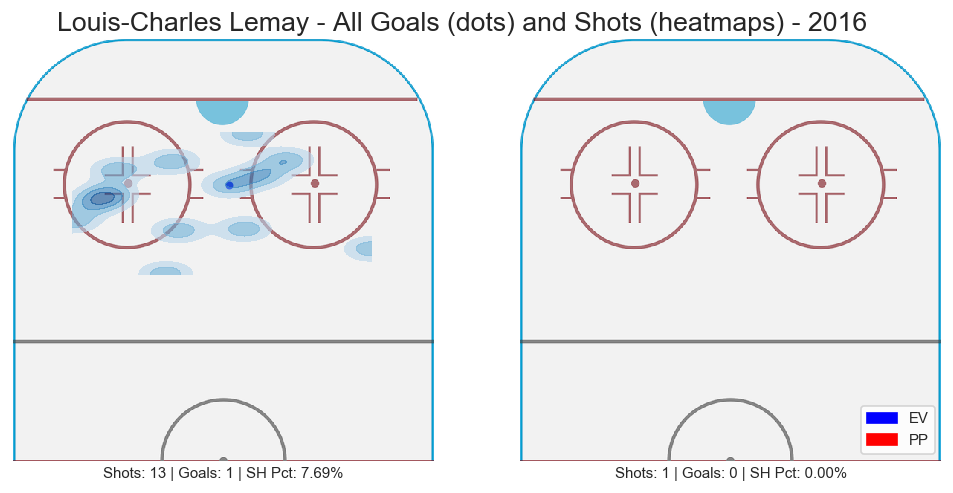 Louis-Charles Lemay - All Goals (dots) and Shots (heatmaps) - 2016
EV
PP
Shots: 13 | Goals: 1 | SH Pct: 7.69%
Shots: 1 | Goals: 0 | SH Pct: 0.00%